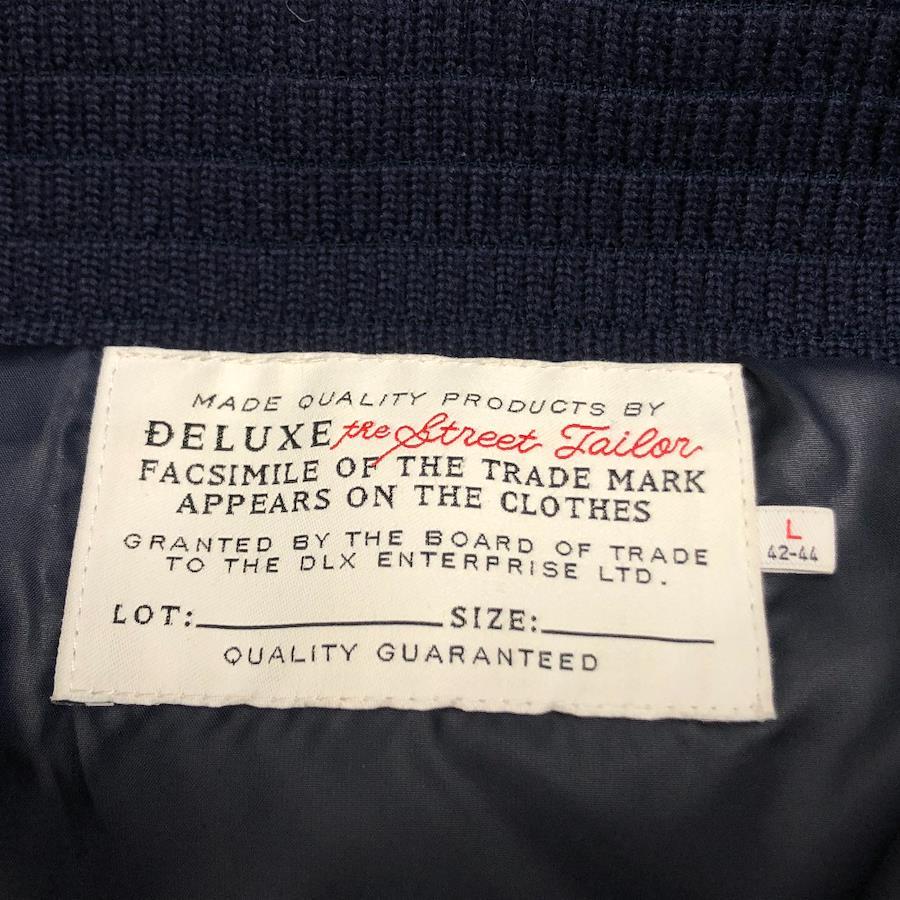 MADE QUALITY PRODUCTS BY
DELUXE the Street Tailor
FACSIMILE OF THE TRADE MARK
APPEARS ON THE CLOTHES
GRANTED BY THE BOARD OF TRADE
TO THE DLX ENTERPRISE LTD.
LOT: SIZE:
QUALITY GUARANTEED
L
42-44